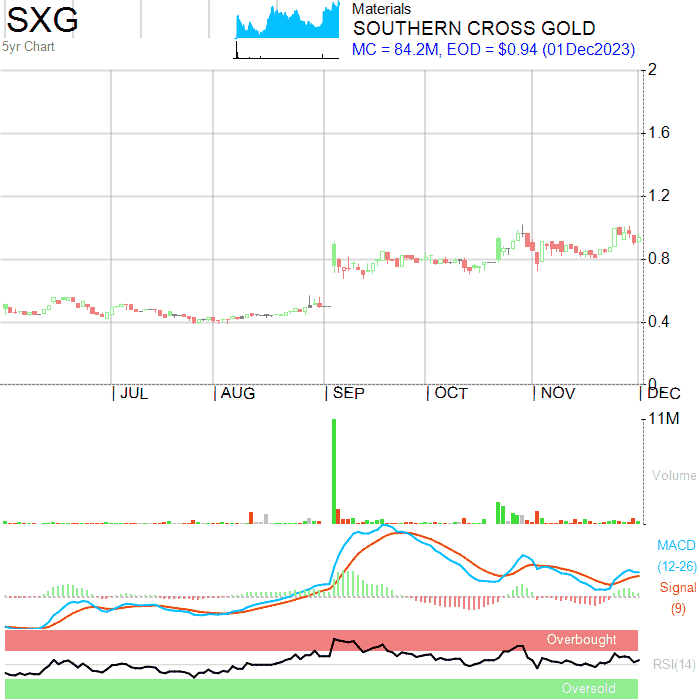 SXG
5yr Chart
Materials
SOUTHERN CROSS GOLD
MC = 84.2M, EOD = $0.94 (01Dec2023)
2
1.6
1.2
0.8
0.4
0
JUL
AUG
SEP
OCT
NOV
DEC
11M
Volume
MACD
(12-26)
Signal
(9)
Overbought
RSI(14)
Oversold